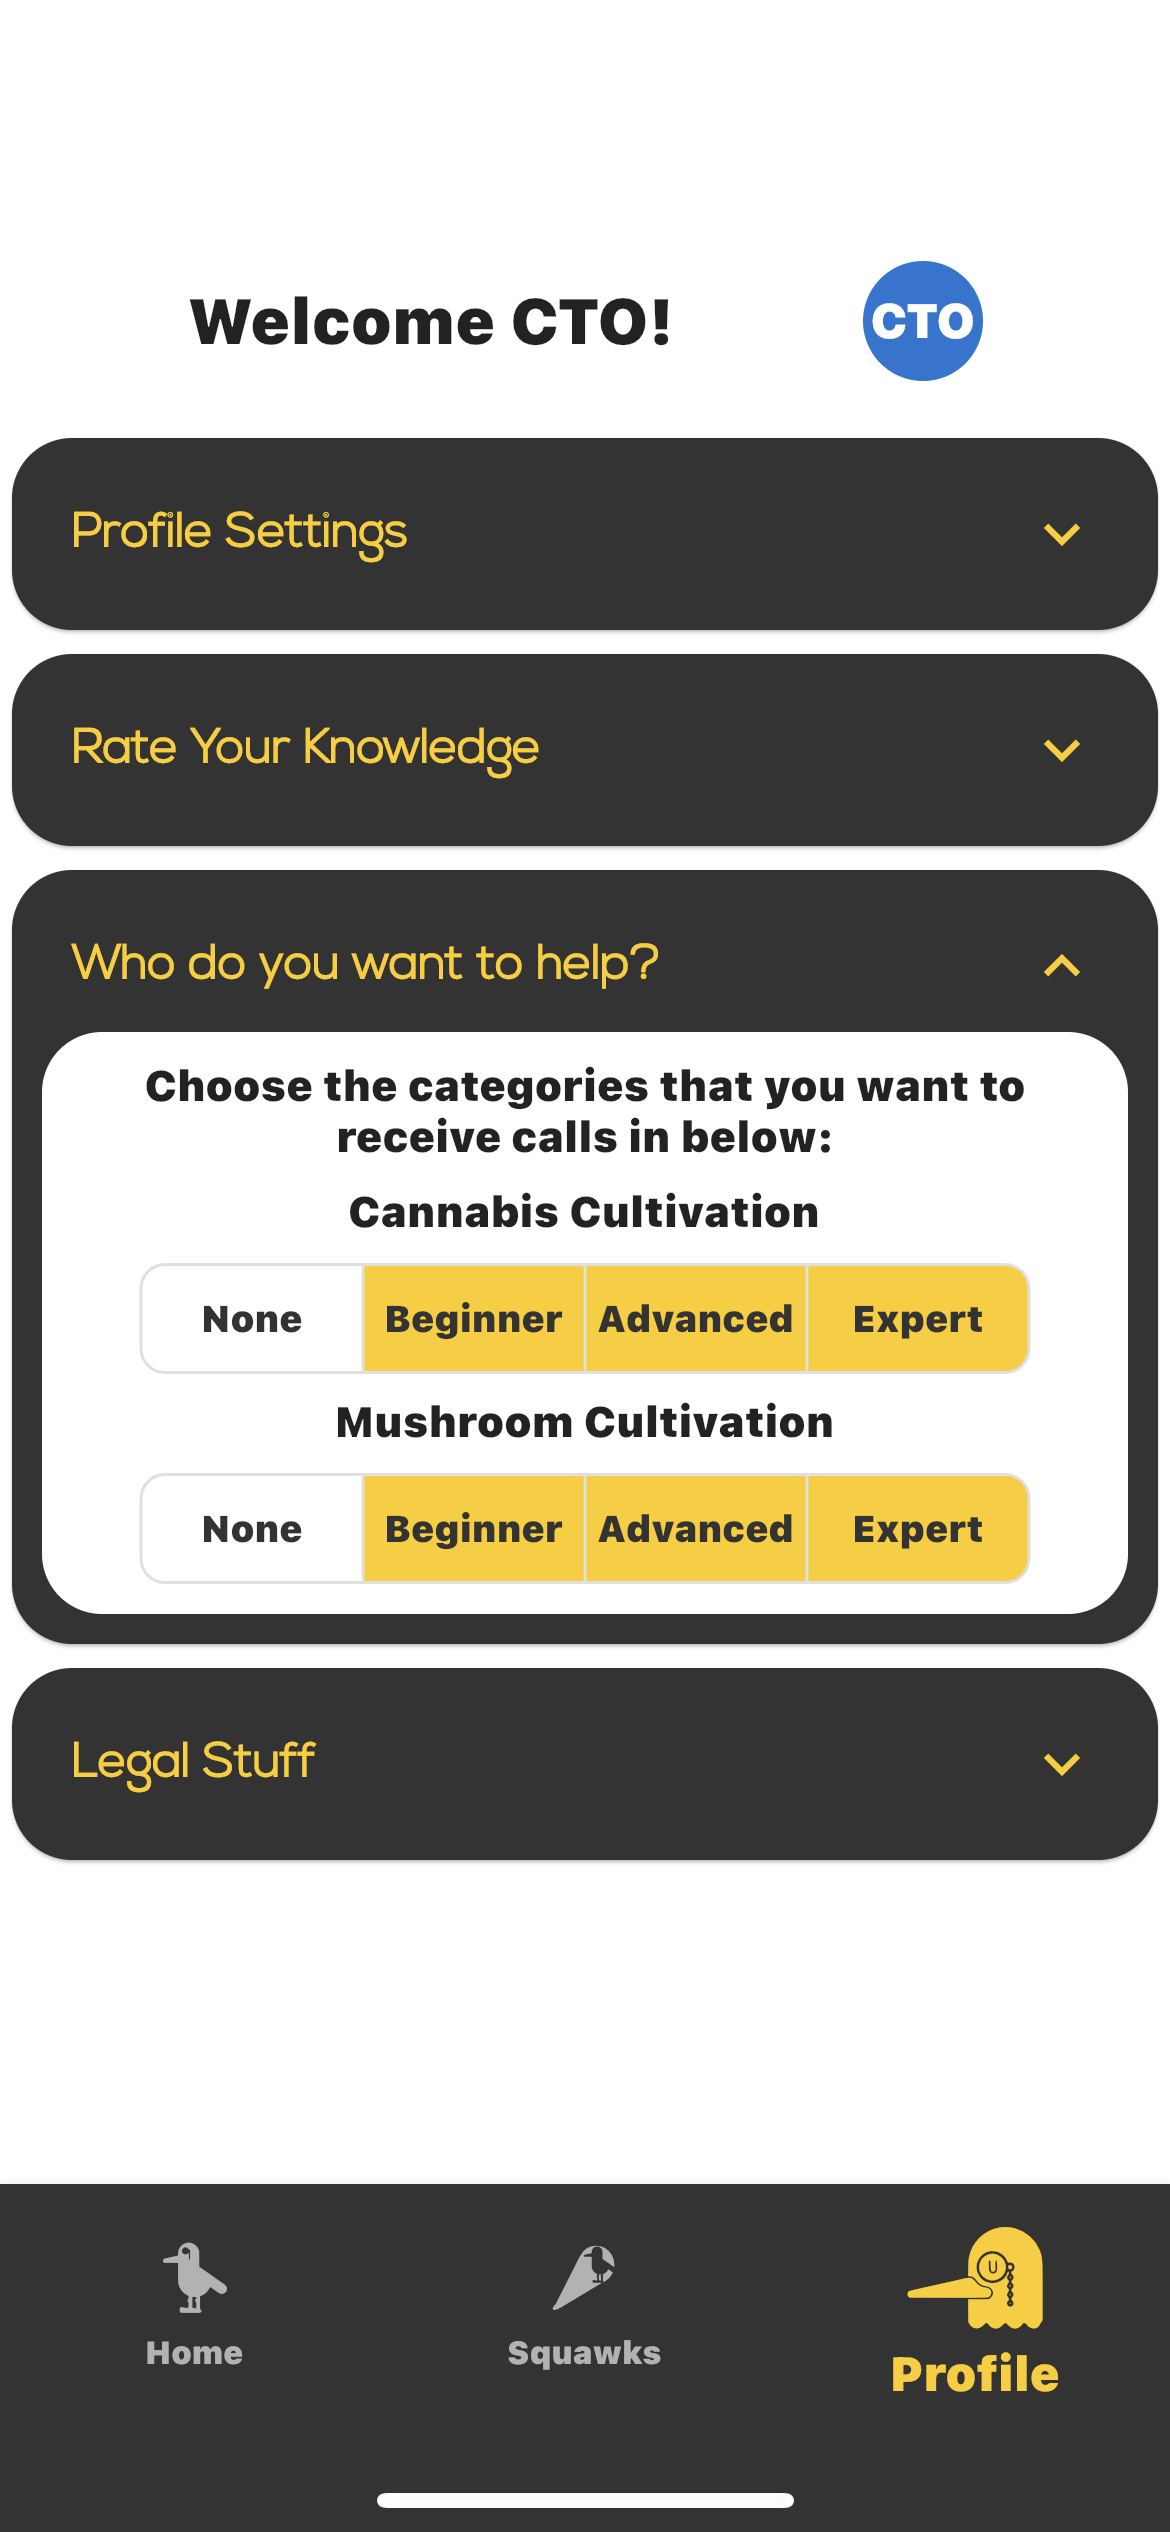 Welcome CTO!
CTO
Profile Settings
Rate Your Knowledge
Who do you want to help?
Choose the categories that you want to
receive calls in below:
Cannabis Cultivation
None Beginner Advanced Expert
Mushroom Cultivation
None Beginner Advanced Expert
Legal Stuff
U
Home Squawks Profile